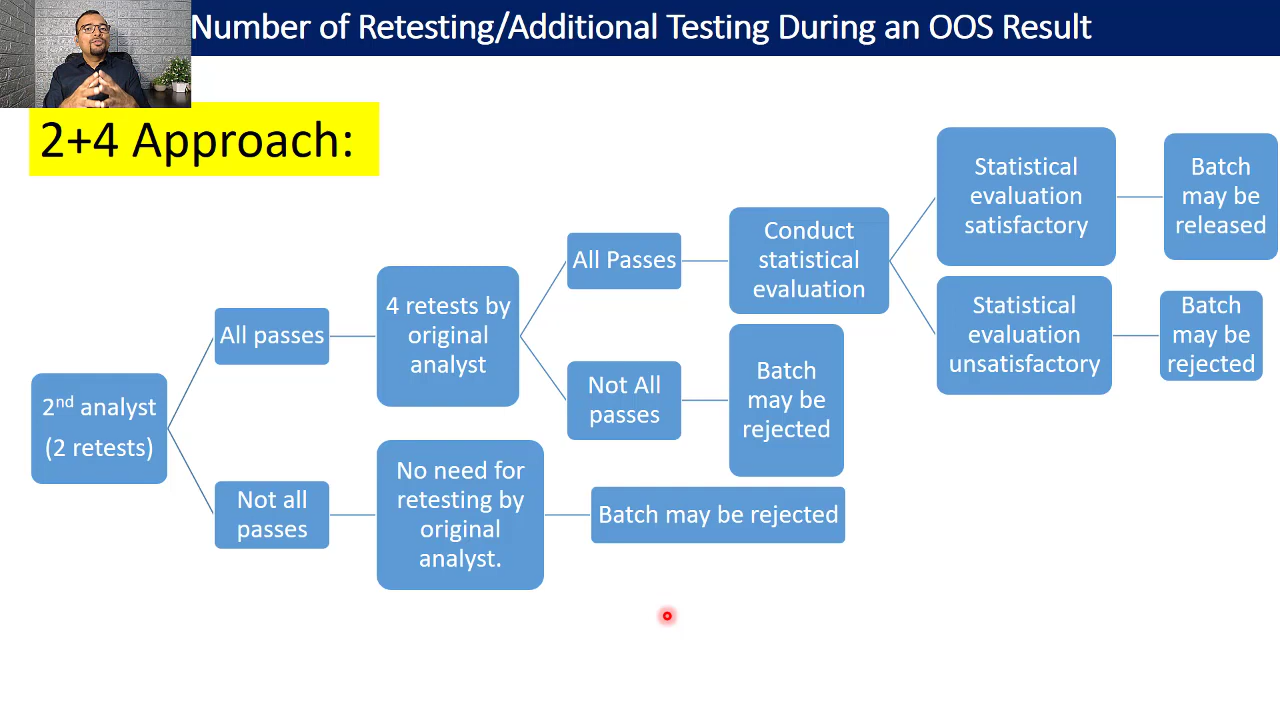 Number of Retesting/Additional Testing During an OOS Result
2+4 Approach:
2nd analyst
(2 retests)
All passes
4 retests by
original
analyst
All Passes
Conduct
statistical
evaluation
Statistical
evaluation
satisfactory
Batch
may be
released
Statistical
evaluation
unsatisfactory
Batch
may be
rejected
Not All
passes
Batch
may be
rejected
Not all
passes
No need for
retesting by
original
analyst.
Batch may be rejected